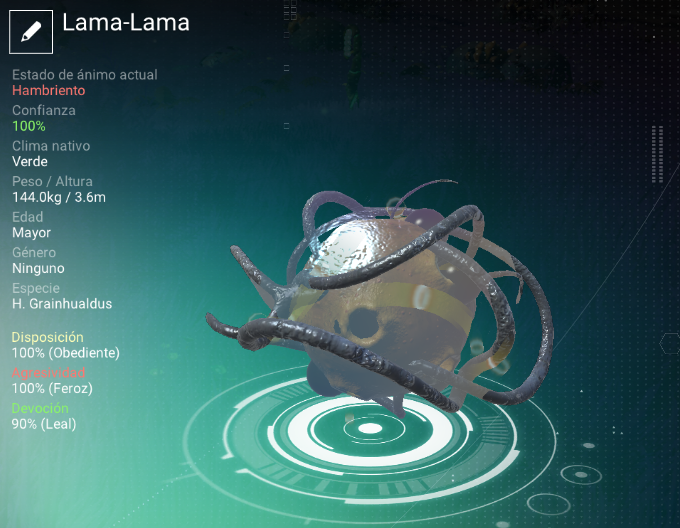 Lama-Lama
Estado de ánimo actual
Hambriento
Confianza
100%
Clima nativo
Verde
Peso / Altura
144.0kg / 3.6m
Edad
Mayor
Género
Ninguno
Especie
H. Grainhualdus
Disposición
100% (Obediente)
Agresividad
100% (Feroz)
Devoción
90% (Leal)